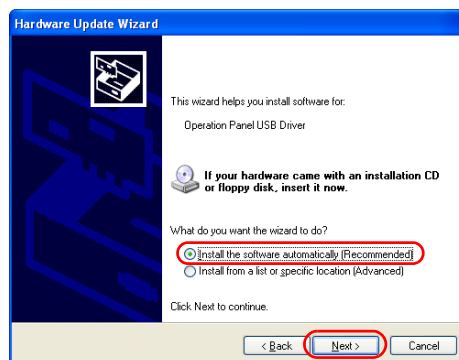 Hardware Update Wizard
This wizard helps you install software for:
Operation Panel USB Driver
If your hardware came with an installation CD
or floppy disk, insert it now.
What do you want the wizard to do?
Install the software automatically (Recommended)
Install from a list or specific location (Advanced)
Click Next to continue.
< Back Next > Cancel